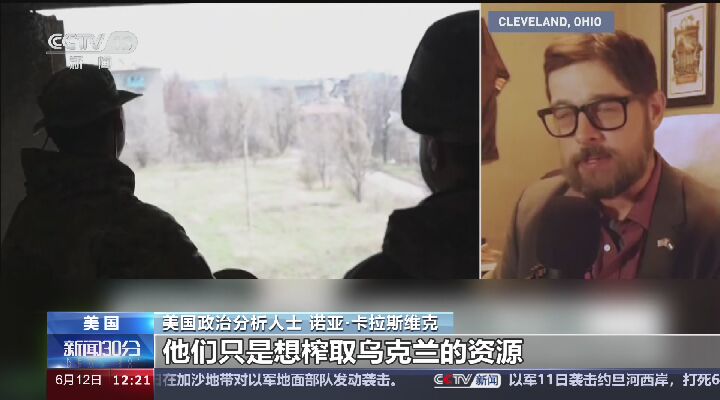 CCTV 13
新闻
CLEVELAND, OHIO
美国
美国政治分析人士 诺亚·卡拉斯维克
新闻30分
他们只是想榨取乌克兰的资源
6月12日 12:21
在加沙地带对以军地面部队发动袭击。 CCTV 新闻 以军11日袭击约旦河西岸，打死6